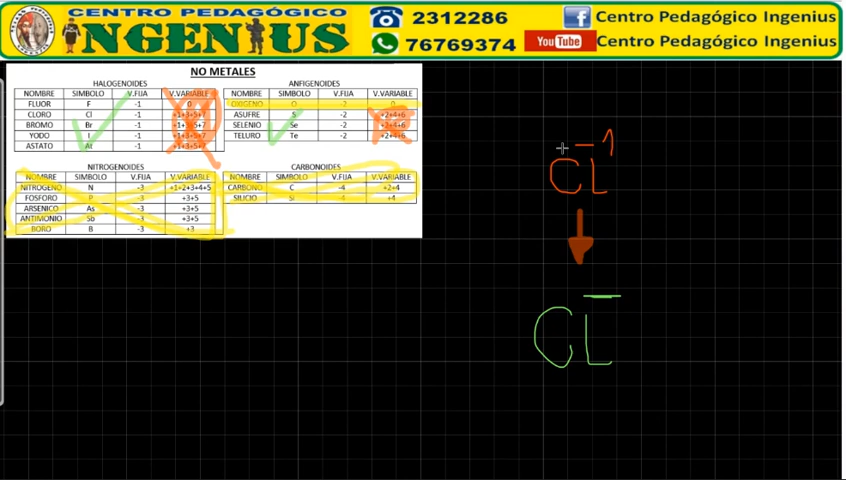 CENTRO PEDAGÓGICO
INGENIUS
2312286
76769374
Centro Pedagógico Ingenius
You Tube Centro Pedagógico Ingenius
NO METALES
HALOGENOIDES
NOMBRE SIMBOLO V.FIJA V.VARIABLE
FLUOR F -1 0
CLORO Cl -1 +1+3+5+7
BROMO Br -1 +1+3+5+7
YODO I -1 +1+3+5+7
ASTATO At -1 +1+3+5+7
ANFIGENOIDES
NOMBRE SIMBOLO V.FIJA V.VARIABLE
OXIGENO O -2 0
ASUFRE S -2 +2+4+6
SELENIO Se -2 +2+4+6
TELURO Te -2 +2+4+6
NITROGENOIDES
NOMBRE SIMBOLO V.FIJA V.VARIABLE
NITROGENO N -3 +1+2+3+4+5
FOSFORO P -3 +3+5
ARSENICO As -3 +3+5
ANTIMONIO Sb -3 +3+5
BORO B -3 +3
CARBONOIDES
NOMBRE SIMBOLO V.FIJA V.VARIABLE
CARBONO C -4 +2+4
SILICIO Si -4 +4
CL -1
CL −